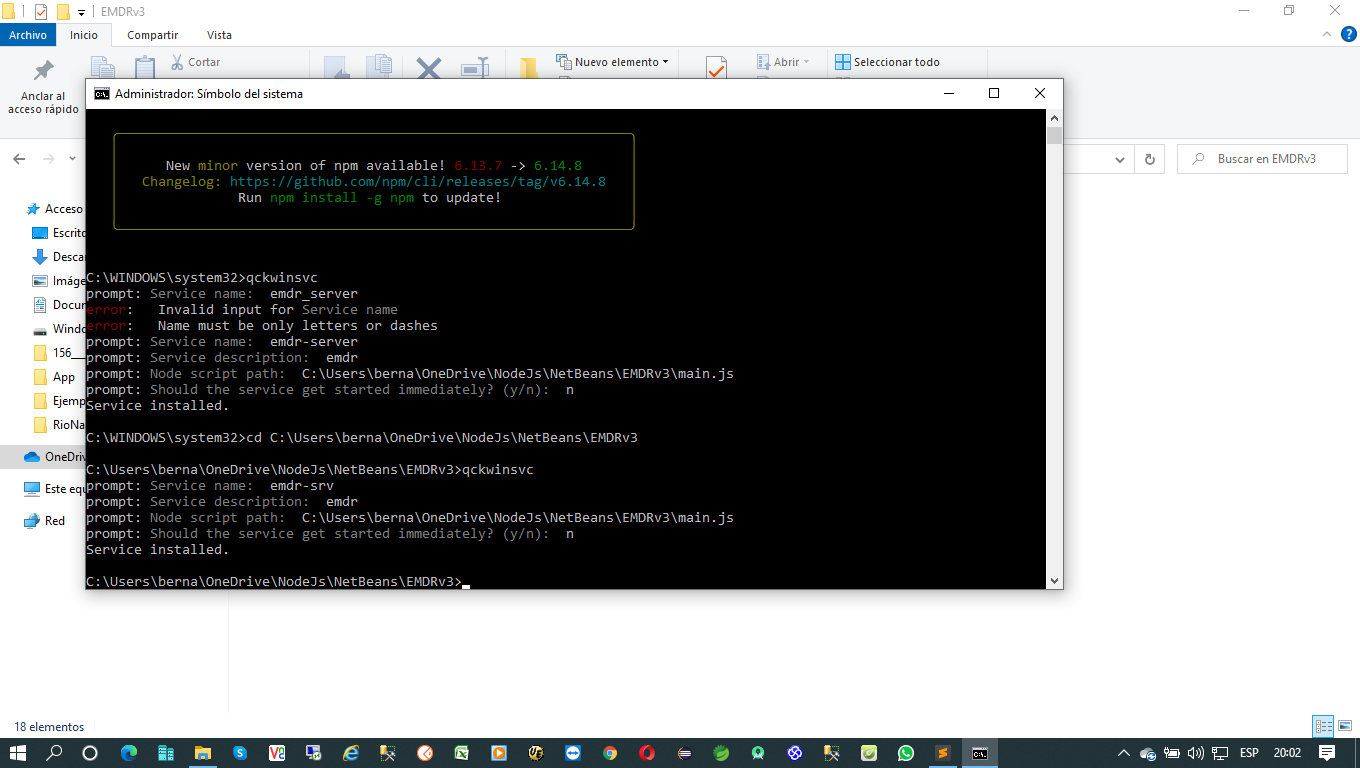 EMDRv3
Archivo Inicio Compartir Vista
Anclar al
acceso rápido
Cortar
Nuevo elemento
Abrir
Seleccionar todo
Buscar en EMDRv3
Administrador: Símbolo del sistema
New minor version of npm available! 6.13.7 -> 6.14.8
Changelog: https://github.com/npm/cli/releases/tag/v6.14.8
Run npm install -g npm to update!
C:\WINDOWS\system32>qckwinsvc
prompt: Service name:  emdr_server
error:   Invalid input for Service name
error:   Name must be only letters or dashes
prompt: Service name:  emdr-server
prompt: Service description:  emdr
prompt: Node script path:  C:\Users\berna\OneDrive\NodeJs\NetBeans\EMDRv3\main.js
prompt: Should the service get started immediately? (y/n):  n
Service installed.
C:\WINDOWS\system32>cd C:\Users\berna\OneDrive\NodeJs\NetBeans\EMDRv3
C:\Users\berna\OneDrive\NodeJs\NetBeans\EMDRv3>qckwinsvc
prompt: Service name:  emdr-srv
prompt: Service description:  emdr
prompt: Node script path:  C:\Users\berna\OneDrive\NodeJs\NetBeans\EMDRv3\main.js
prompt: Should the service get started immediately? (y/n):  n
Service installed.
C:\Users\berna\OneDrive\NodeJs\NetBeans\EMDRv3>
Acceso
Escrito
Desca
Imáge
Docum
Windo
156__
App
Ejemp
RioNa
OneDriv
Este equ
Red
18 elementos
ESP 20:02